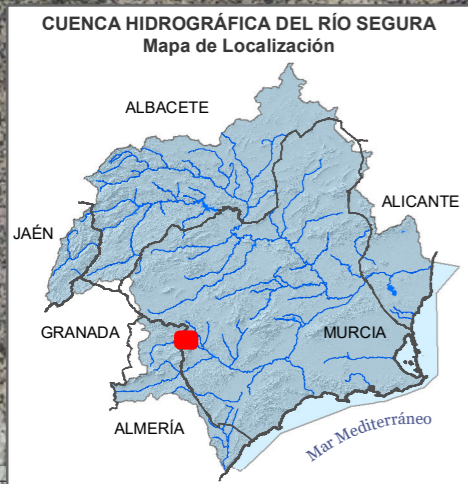 CUENCA HIDROGRÁFICA DEL RÍO SEGURA
Mapa de Localización
ALBACETE
ALICANTE
JAÉN
GRANADA
MURCIA
ALMERÍA
Mar Mediterráneo